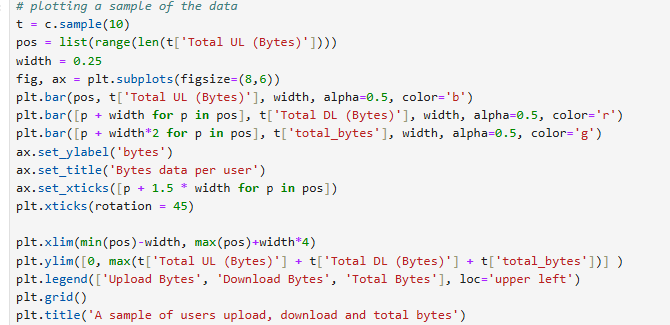 # plotting a sample of the data
t = c.sample(10)
pos = list(range(len(t['Total UL (Bytes)'])))
width = 0.25
fig, ax = plt.subplots(figsize=(8,6))
plt.bar(pos, t['Total UL (Bytes)'], width, alpha=0.5, color='b')
plt.bar([p + width for p in pos], t['Total DL (Bytes)'], width, alpha=0.5, color='r')
plt.bar([p + width*2 for p in pos], t['total_bytes'], width, alpha=0.5, color='g')
ax.set_ylabel('bytes')
ax.set_title('Bytes data per user')
ax.set_xticks([p + 1.5 * width for p in pos])
plt.xticks(rotation = 45)

plt.xlim(min(pos)-width, max(pos)+width*4)
plt.ylim([0, max(t['Total UL (Bytes)'] + t['Total DL (Bytes)'] + t['total_bytes'])] )
plt.legend(['Upload Bytes', 'Download Bytes', 'Total Bytes'], loc='upper left')
plt.grid()
plt.title('A sample of users upload, download and total bytes')